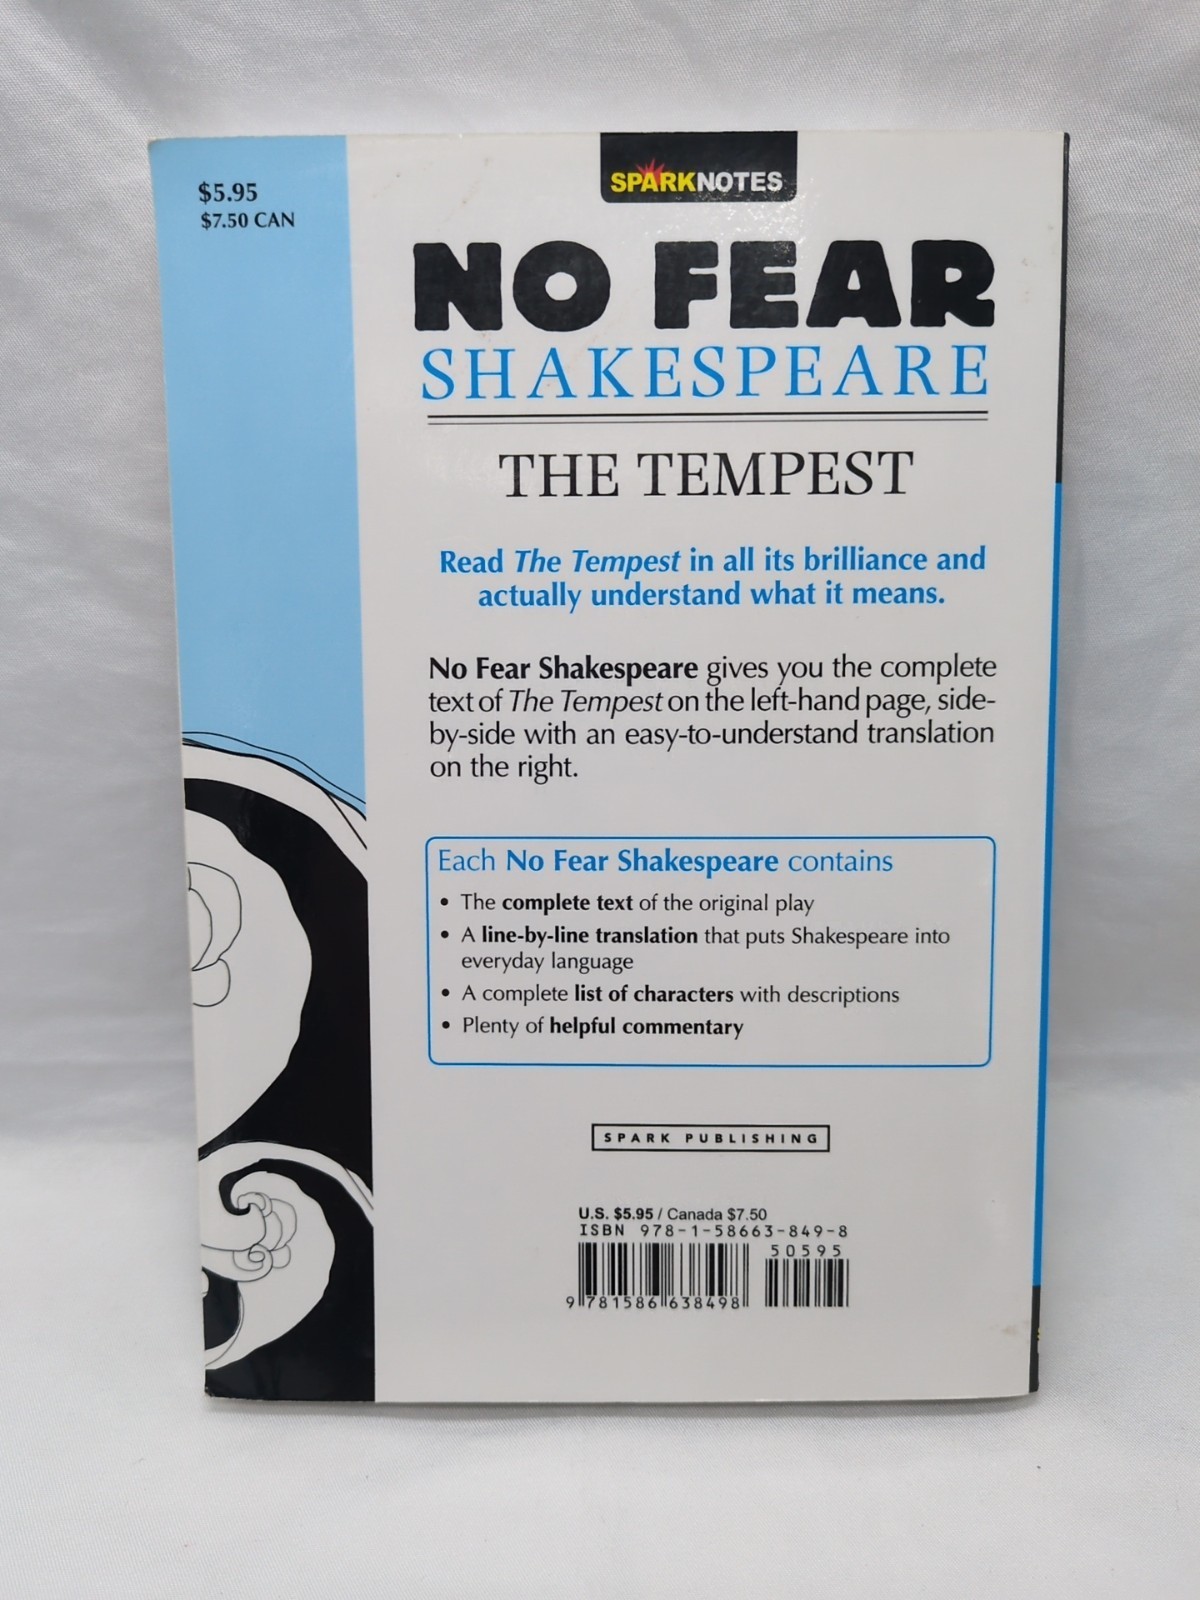 $5.95
$7.50 CAN
SPARKNOTES
NO FEAR
SHAKESPEARE
THE TEMPEST
Read The Tempest in all its brilliance and
actually understand what it means.
No Fear Shakespeare gives you the complete
text of The Tempest on the left-hand page, side-
by-side with an easy-to-understand translation
on the right.
Each No Fear Shakespeare contains
• The complete text of the original play
• A line-by-line translation that puts Shakespeare into
everyday language
• A complete list of characters with descriptions
• Plenty of helpful commentary
SPARK PUBLISHING
U.S. $5.95 / Canada $7.50
ISBN 978-1-58663-849-8
50595
9 781586 638498